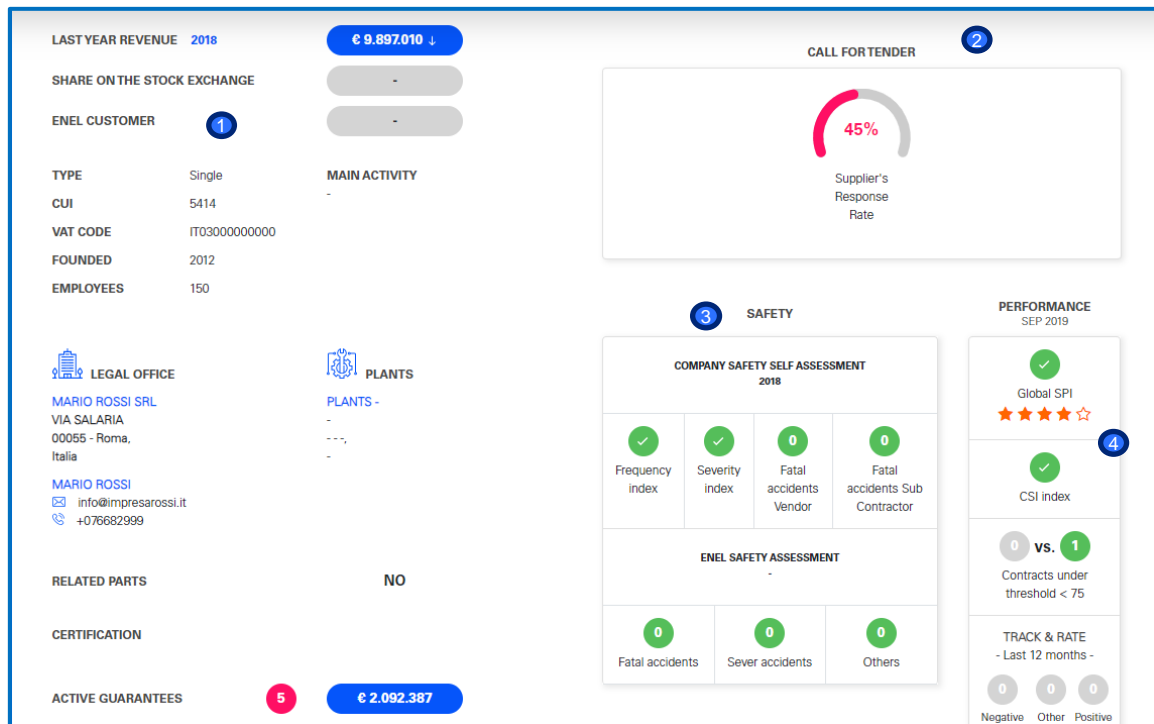 LAST YEAR REVENUE 2018 € 9.897.010 ↓
SHARE ON THE STOCK EXCHANGE -
ENEL CUSTOMER 1 -
TYPE Single
CUI 5414
VAT CODE IT03000000000
FOUNDED 2012
EMPLOYEES 150
MAIN ACTIVITY
-
LEGAL OFFICE
MARIO ROSSI SRL
VIA SALARIA
00055 - Roma,
Italia
MARIO ROSSI
info@impresarossi.it
+076682999
PLANTS
PLANTS -
-
- - -,
-
RELATED PARTS NO
CERTIFICATION
ACTIVE GUARANTEES 5 € 2.092.387
2
CALL FOR TENDER
45%
Supplier's
Response
Rate
3 SAFETY
COMPANY SAFETY SELF ASSESSMENT
2018
Frequency
index
Severity
index
0
Fatal
accidents
Vendor
0
Fatal
accidents Sub
Contractor
ENEL SAFETY ASSESSMENT
-
0
Fatal accidents
0
Sever accidents
0
Others
PERFORMANCE
SEP 2019
Global SPI
4
CSI index
0 vs. 1
Contracts under
threshold < 75
TRACK & RATE
- Last 12 months -
0 0 0
Negative Other Positive